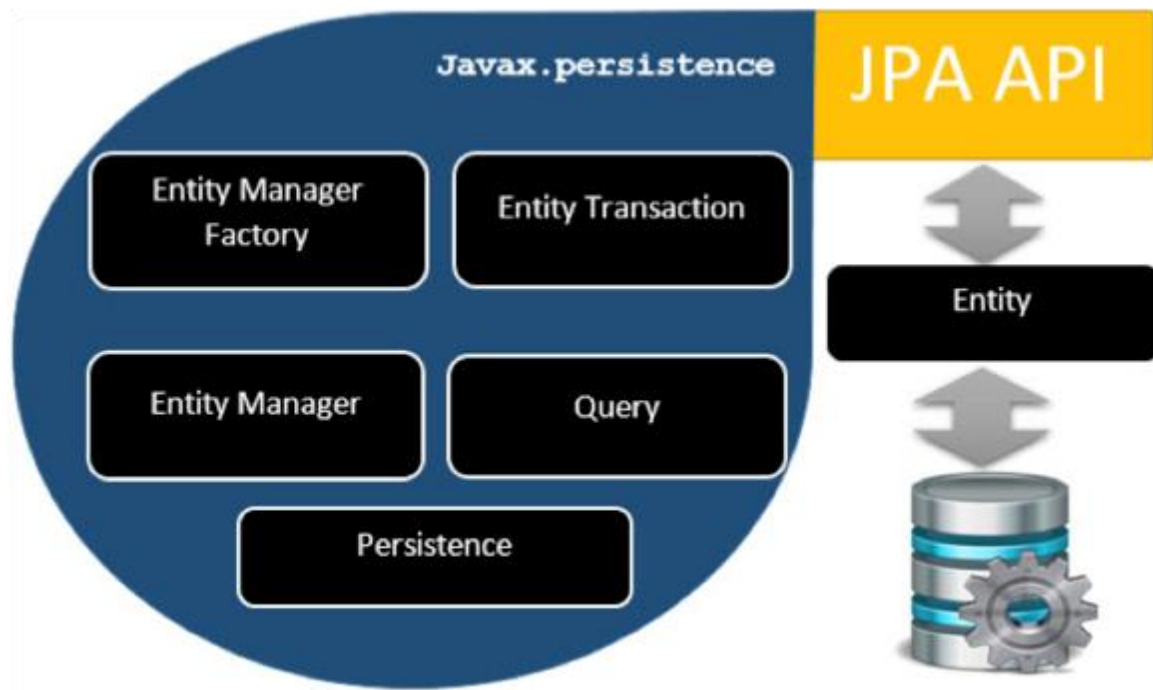 Javax.persistence
JPA API
Entity Manager
Factory
Entity Transaction
Entity
Entity Manager
Query
Persistence